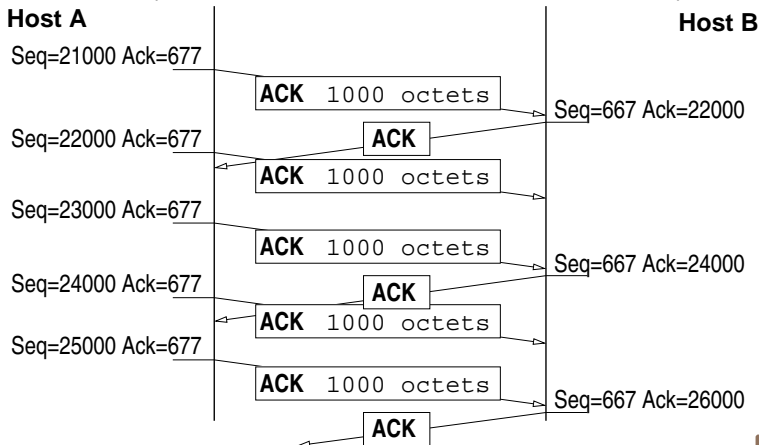 Host A
Host B
Seq=21000 Ack=677
ACK 1000 octets
Seq=667 Ack=22000
ACK
Seq=22000 Ack=677
ACK 1000 octets
Seq=23000 Ack=677
ACK 1000 octets
Seq=667 Ack=24000
Seq=24000 Ack=677
ACK
ACK 1000 octets
Seq=25000 Ack=677
ACK 1000 octets
Seq=667 Ack=26000
ACK